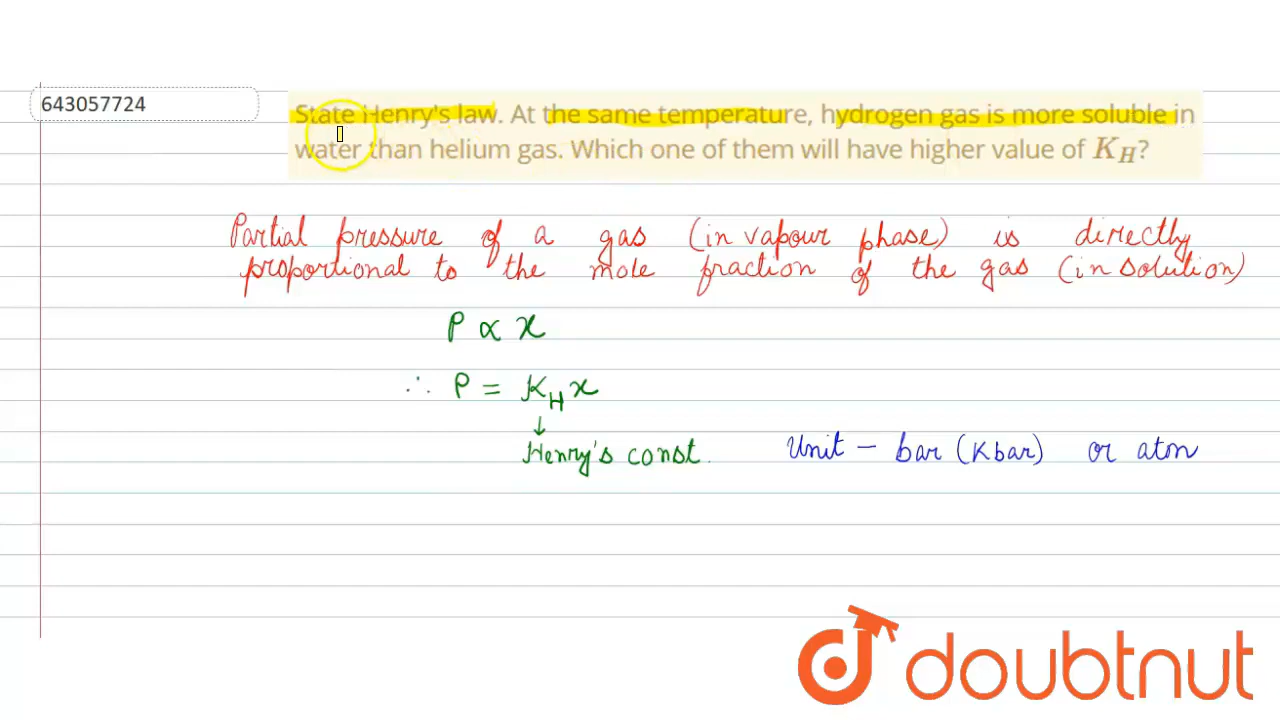 643057724
State Henry's law. At the same temperature, hydrogen gas is more soluble in
water than helium gas. Which one of them will have higher value of K_H?
Partial pressure of a gas (in vapour phase) is directly
proportional to the mole fraction of the gas (in solution)
P ∝ x
∴ P = K_H x
↓
Henry's const.
Unit - bar (Kbar) or atm
doubtnut